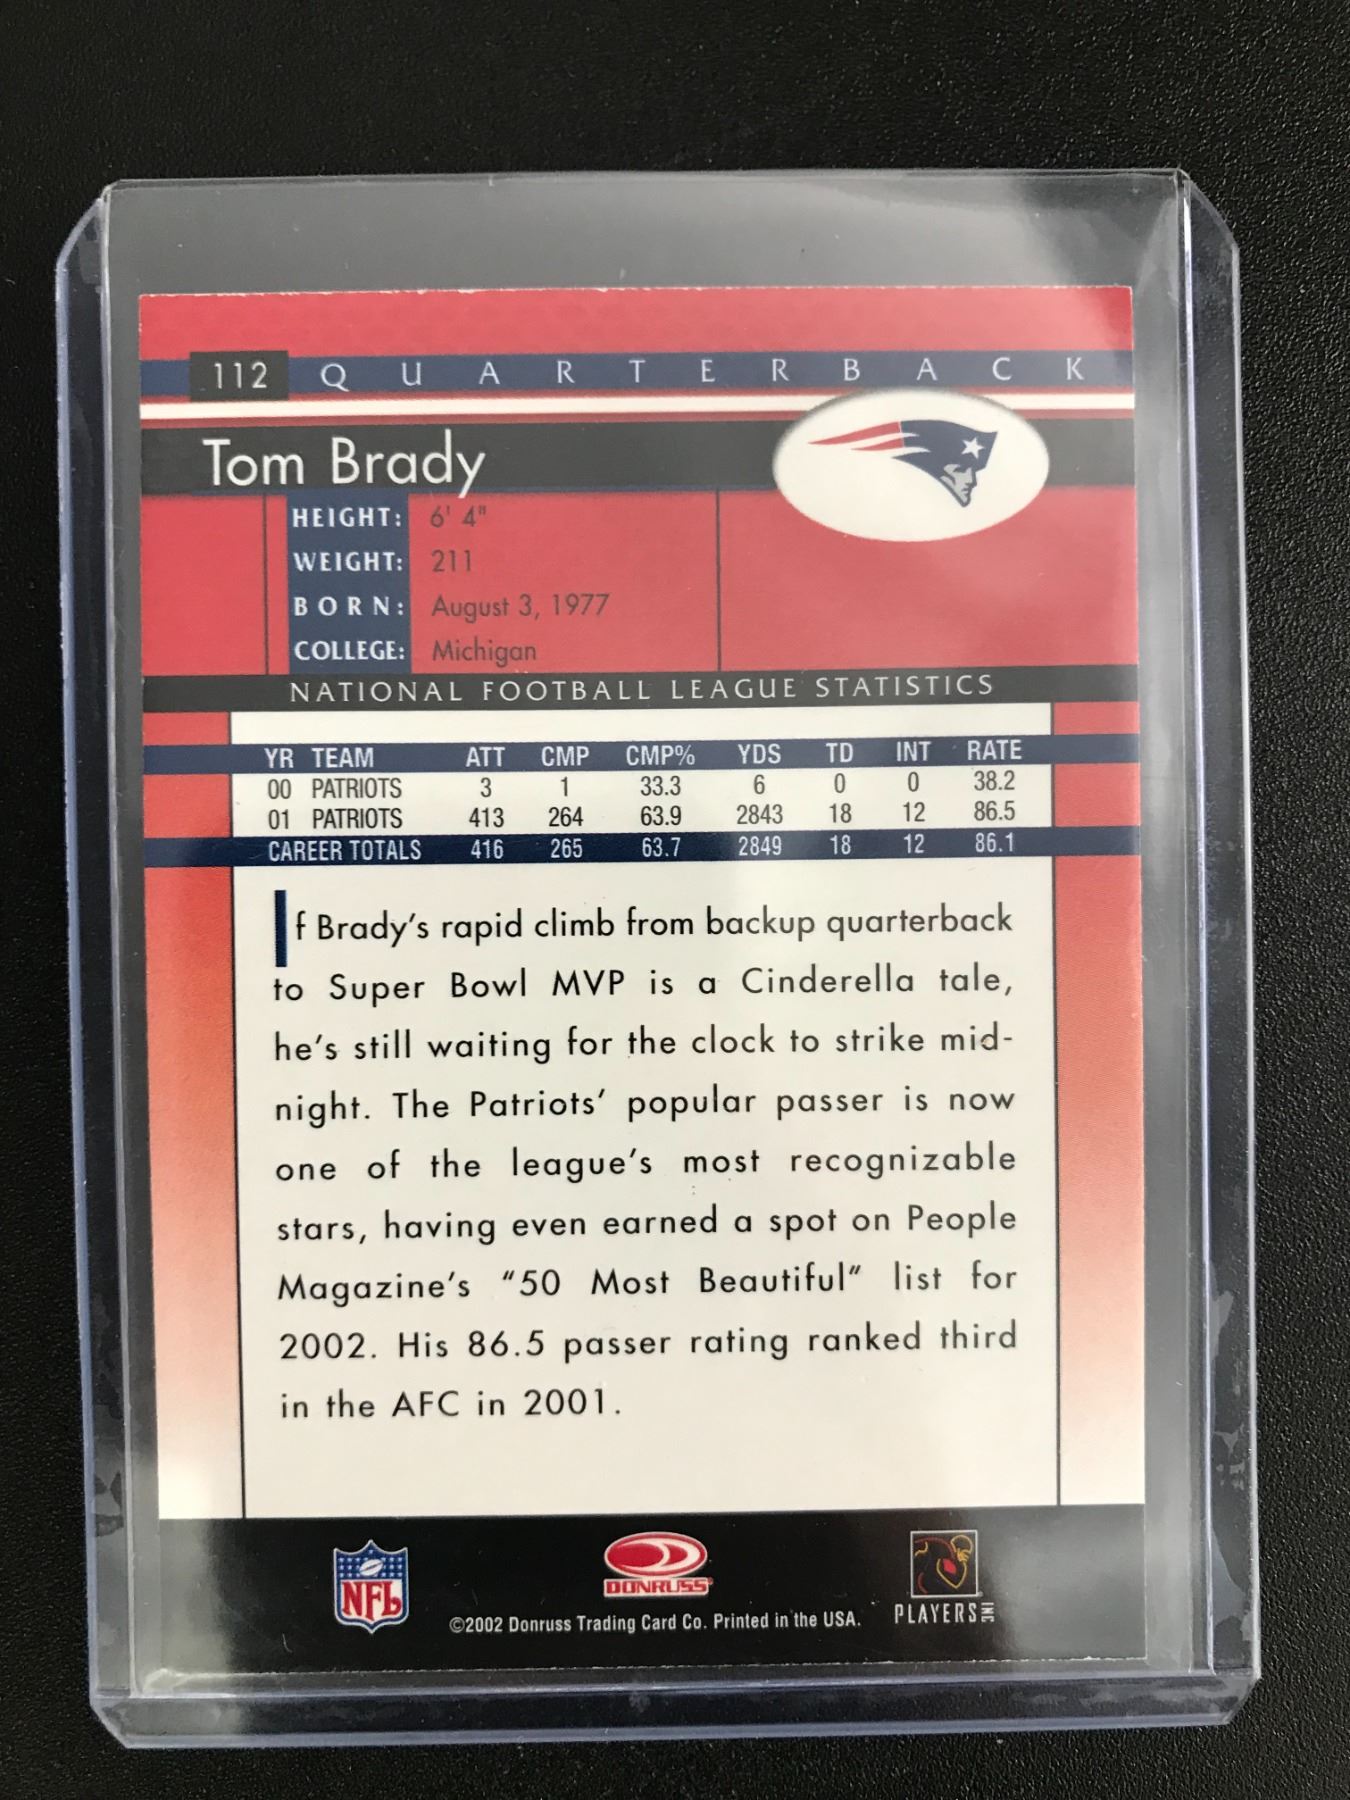 112 QUARTERBACK
Tom Brady
HEIGHT: 6' 4"
WEIGHT: 211
BORN: August 3, 1977
COLLEGE: Michigan
NATIONAL FOOTBALL LEAGUE STATISTICS
YR TEAM ATT CMP CMP% YDS TD INT RATE
00 PATRIOTS 3 1 33.3 6 0 0 38.2
01 PATRIOTS 413 264 63.9 2843 18 12 86.5
CAREER TOTALS 416 265 63.7 2849 18 12 86.1
If Brady's rapid climb from backup quarterback
to Super Bowl MVP is a Cinderella tale,
he's still waiting for the clock to strike mid-
night. The Patriots' popular passer is now
one of the league's most recognizable
stars, having even earned a spot on People
Magazine's "50 Most Beautiful" list for
2002. His 86.5 passer rating ranked third
in the AFC in 2001.
NFL
DONRUSS
©2002 Donruss Trading Card Co. Printed in the USA.
PLAYERS INC